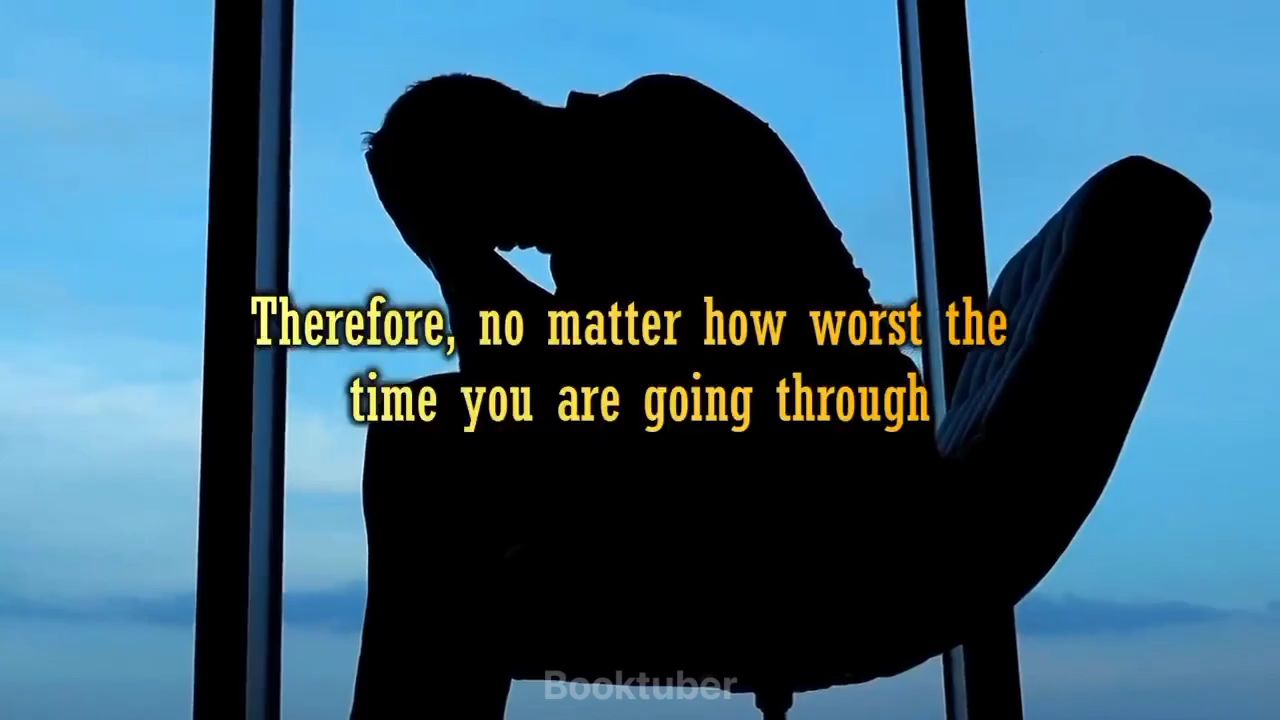 Therefore, no matter how worst the
time you are going through
Booktuber